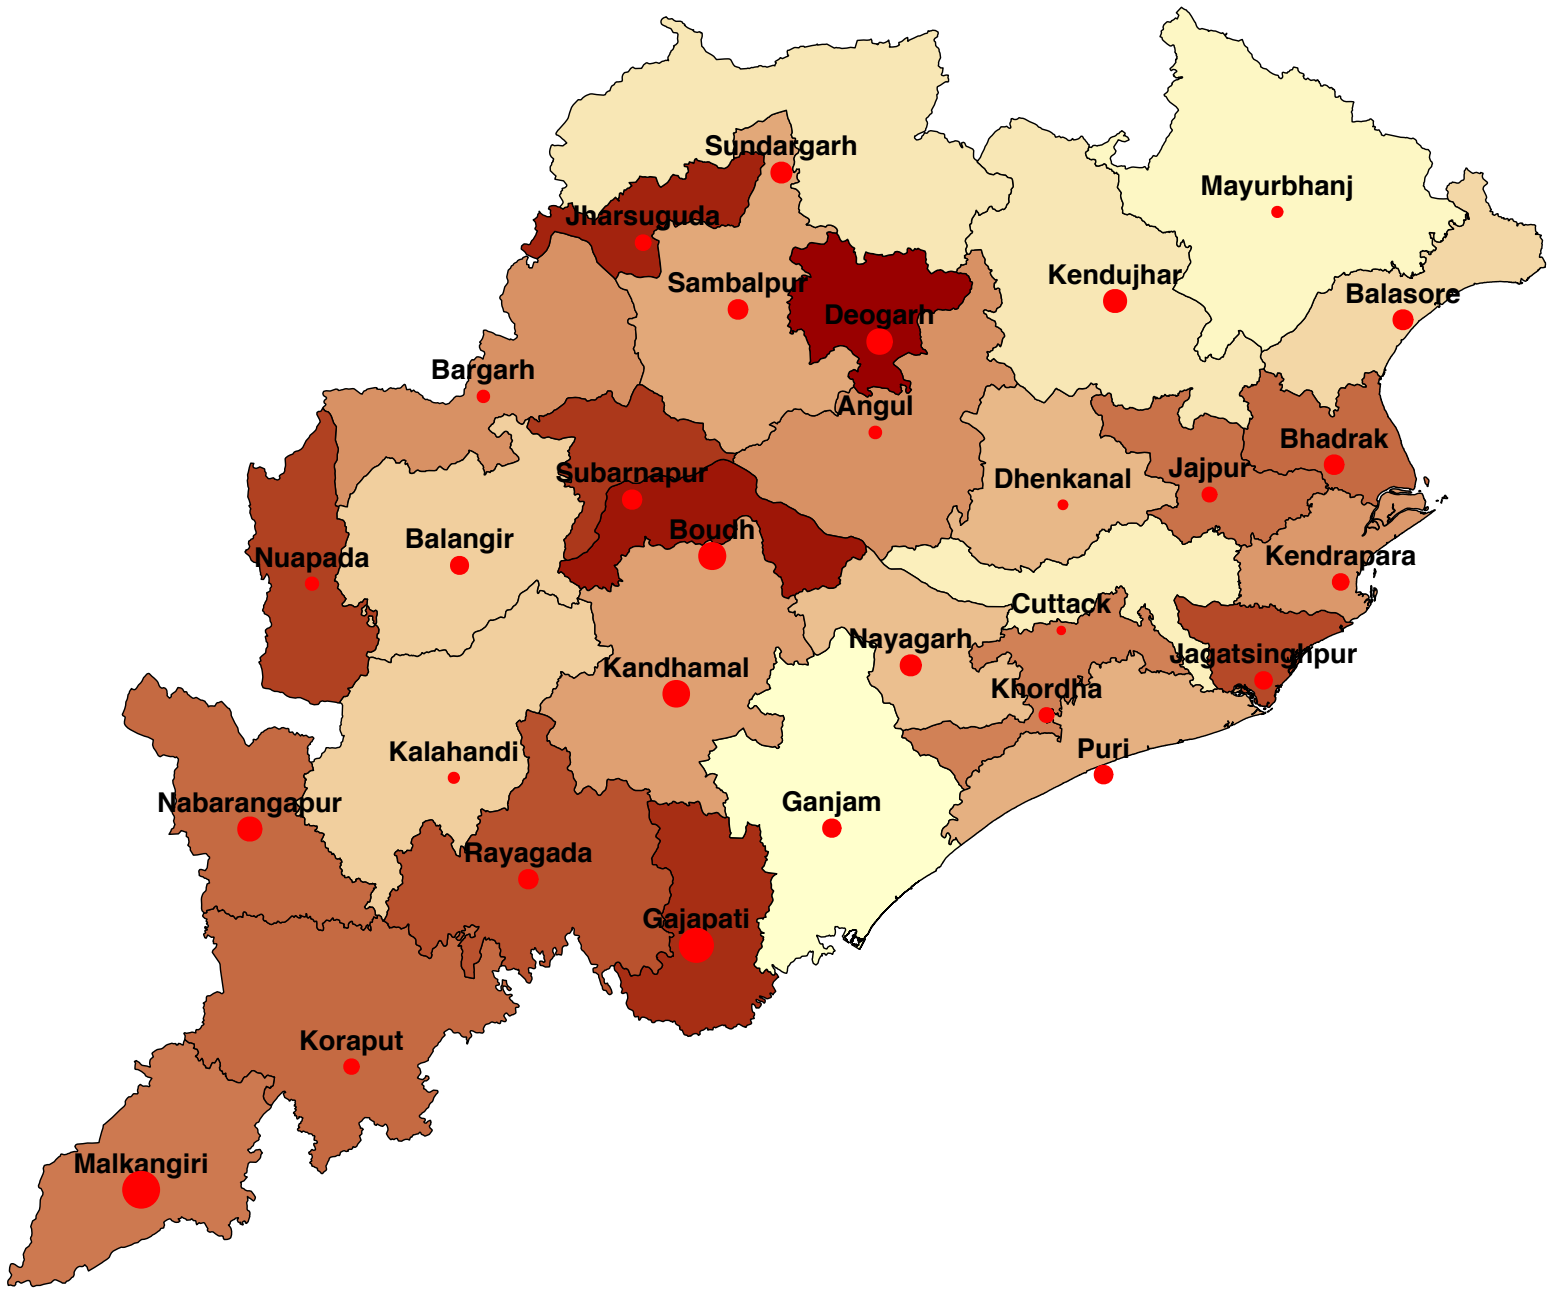 Sundargarh
Mayurbhanj
Jharsuguda
Kendujhar
Sambalpur
Balasore
Deogarh
Bargarh
Angul
Bhadrak
Jajpur
Subarnapur
Dhenkanal
Boudh
Balangir
Nuapada
Kendrapara
Cuttack
Nayagarh
Jagatsinghpur
Kandhamal
Khordha
Puri
Kalahandi
Nabarangapur
Ganjam
Rayagada
Gajapati
Koraput
Malkangiri